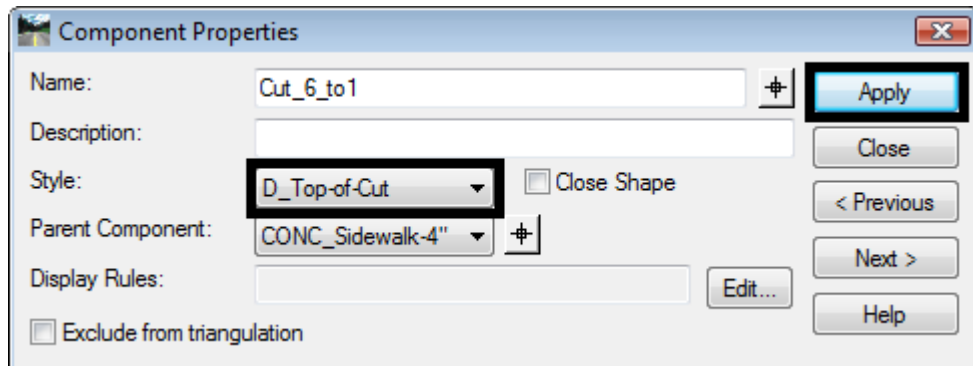 Component Properties
Name:
Cut_6_to1
Apply
Description:
Close
Style:
D_Top-of-Cut
Close Shape
< Previous
Parent Component:
CONC_Sidewalk-4"
Next >
Display Rules:
Edit...
Help
Exclude from triangulation